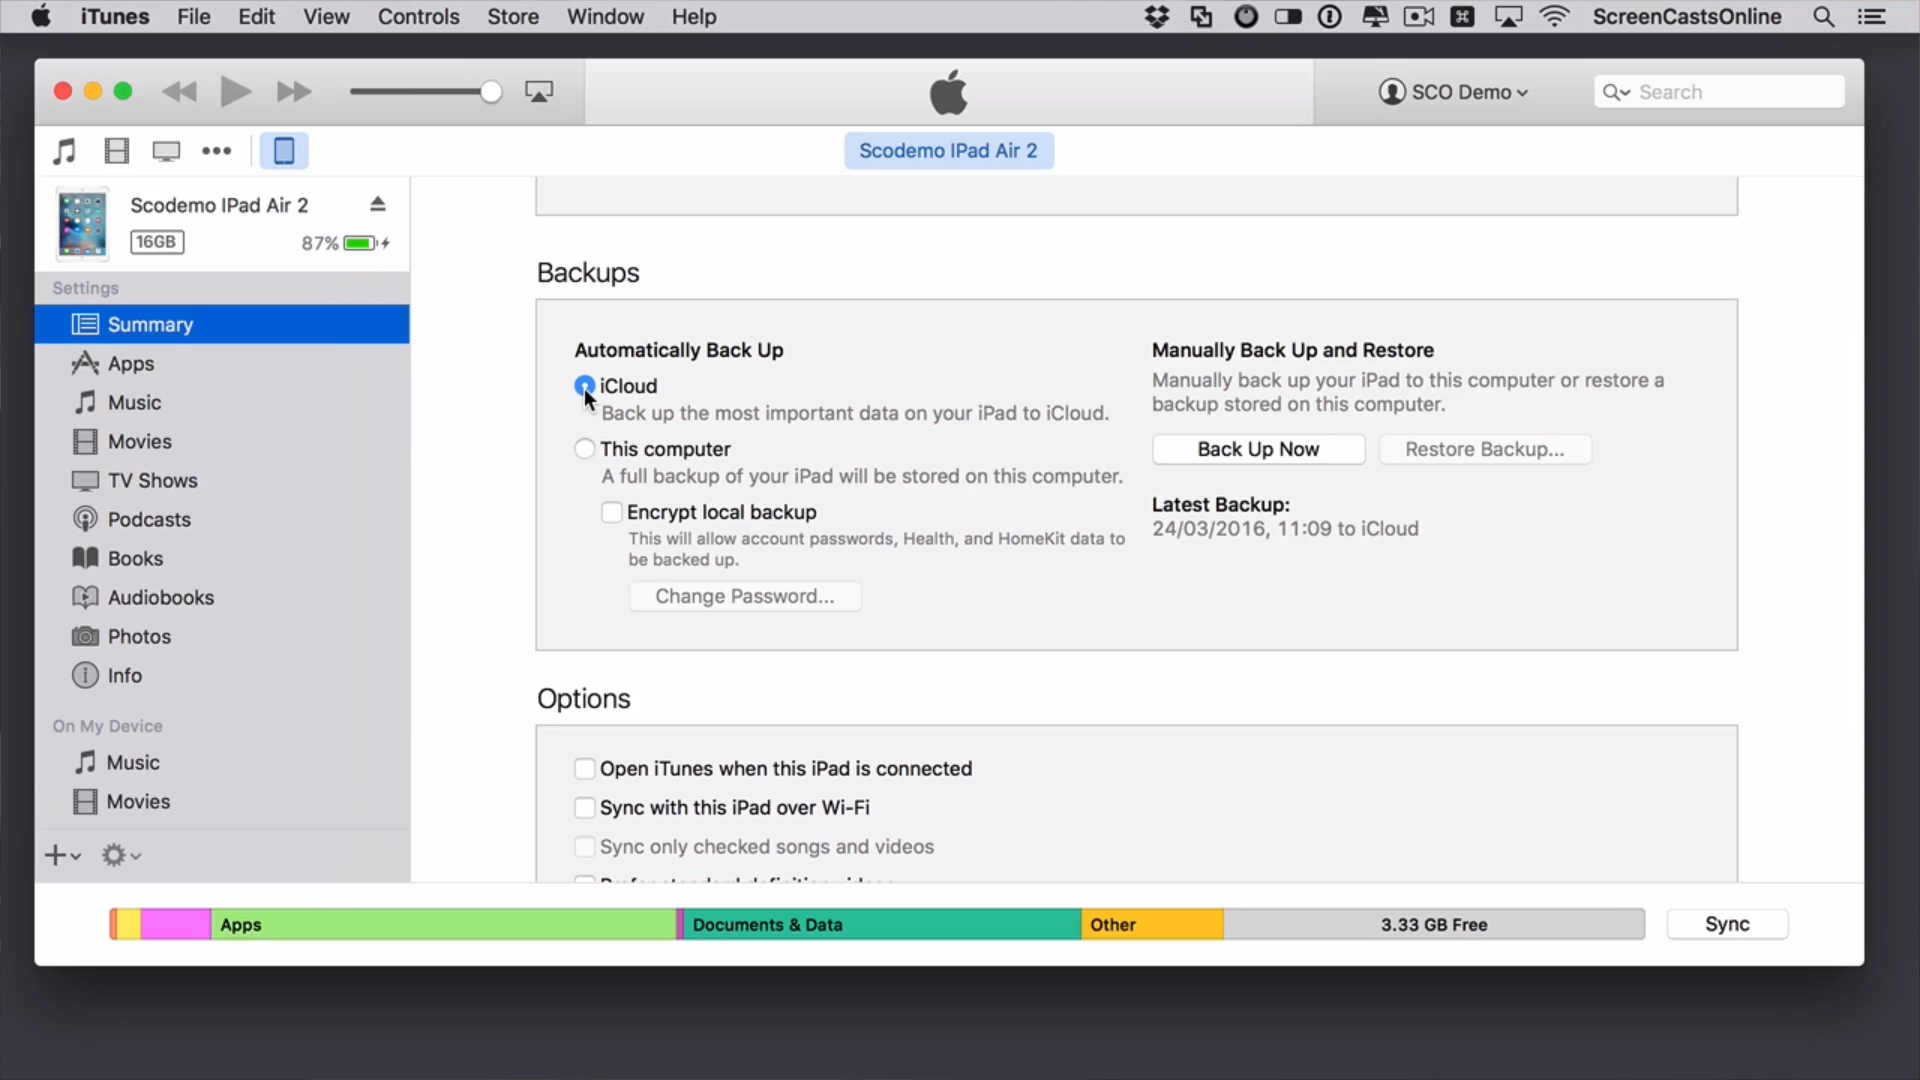 iTunes File Edit View Controls Store Window Help ScreenCastsOnline
SCO Demo Search
Scodemo IPad Air 2
Scodemo IPad Air 2
16GB 87%
Settings
Summary
Apps
Music
Movies
TV Shows
Podcasts
Books
Audiobooks
Photos
Info
On My Device
Music
Movies
Backups
Automatically Back Up
iCloud
Back up the most important data on your iPad to iCloud.
This computer
A full backup of your iPad will be stored on this computer.
Encrypt local backup
This will allow account passwords, Health, and HomeKit data to
be backed up.
Change Password...
Manually Back Up and Restore
Manually back up your iPad to this computer or restore a
backup stored on this computer.
Back Up Now Restore Backup...
Latest Backup:
24/03/2016, 11:09 to iCloud
Options
Open iTunes when this iPad is connected
Sync with this iPad over Wi-Fi
Sync only checked songs and videos
Apps Documents & Data Other 3.33 GB Free Sync